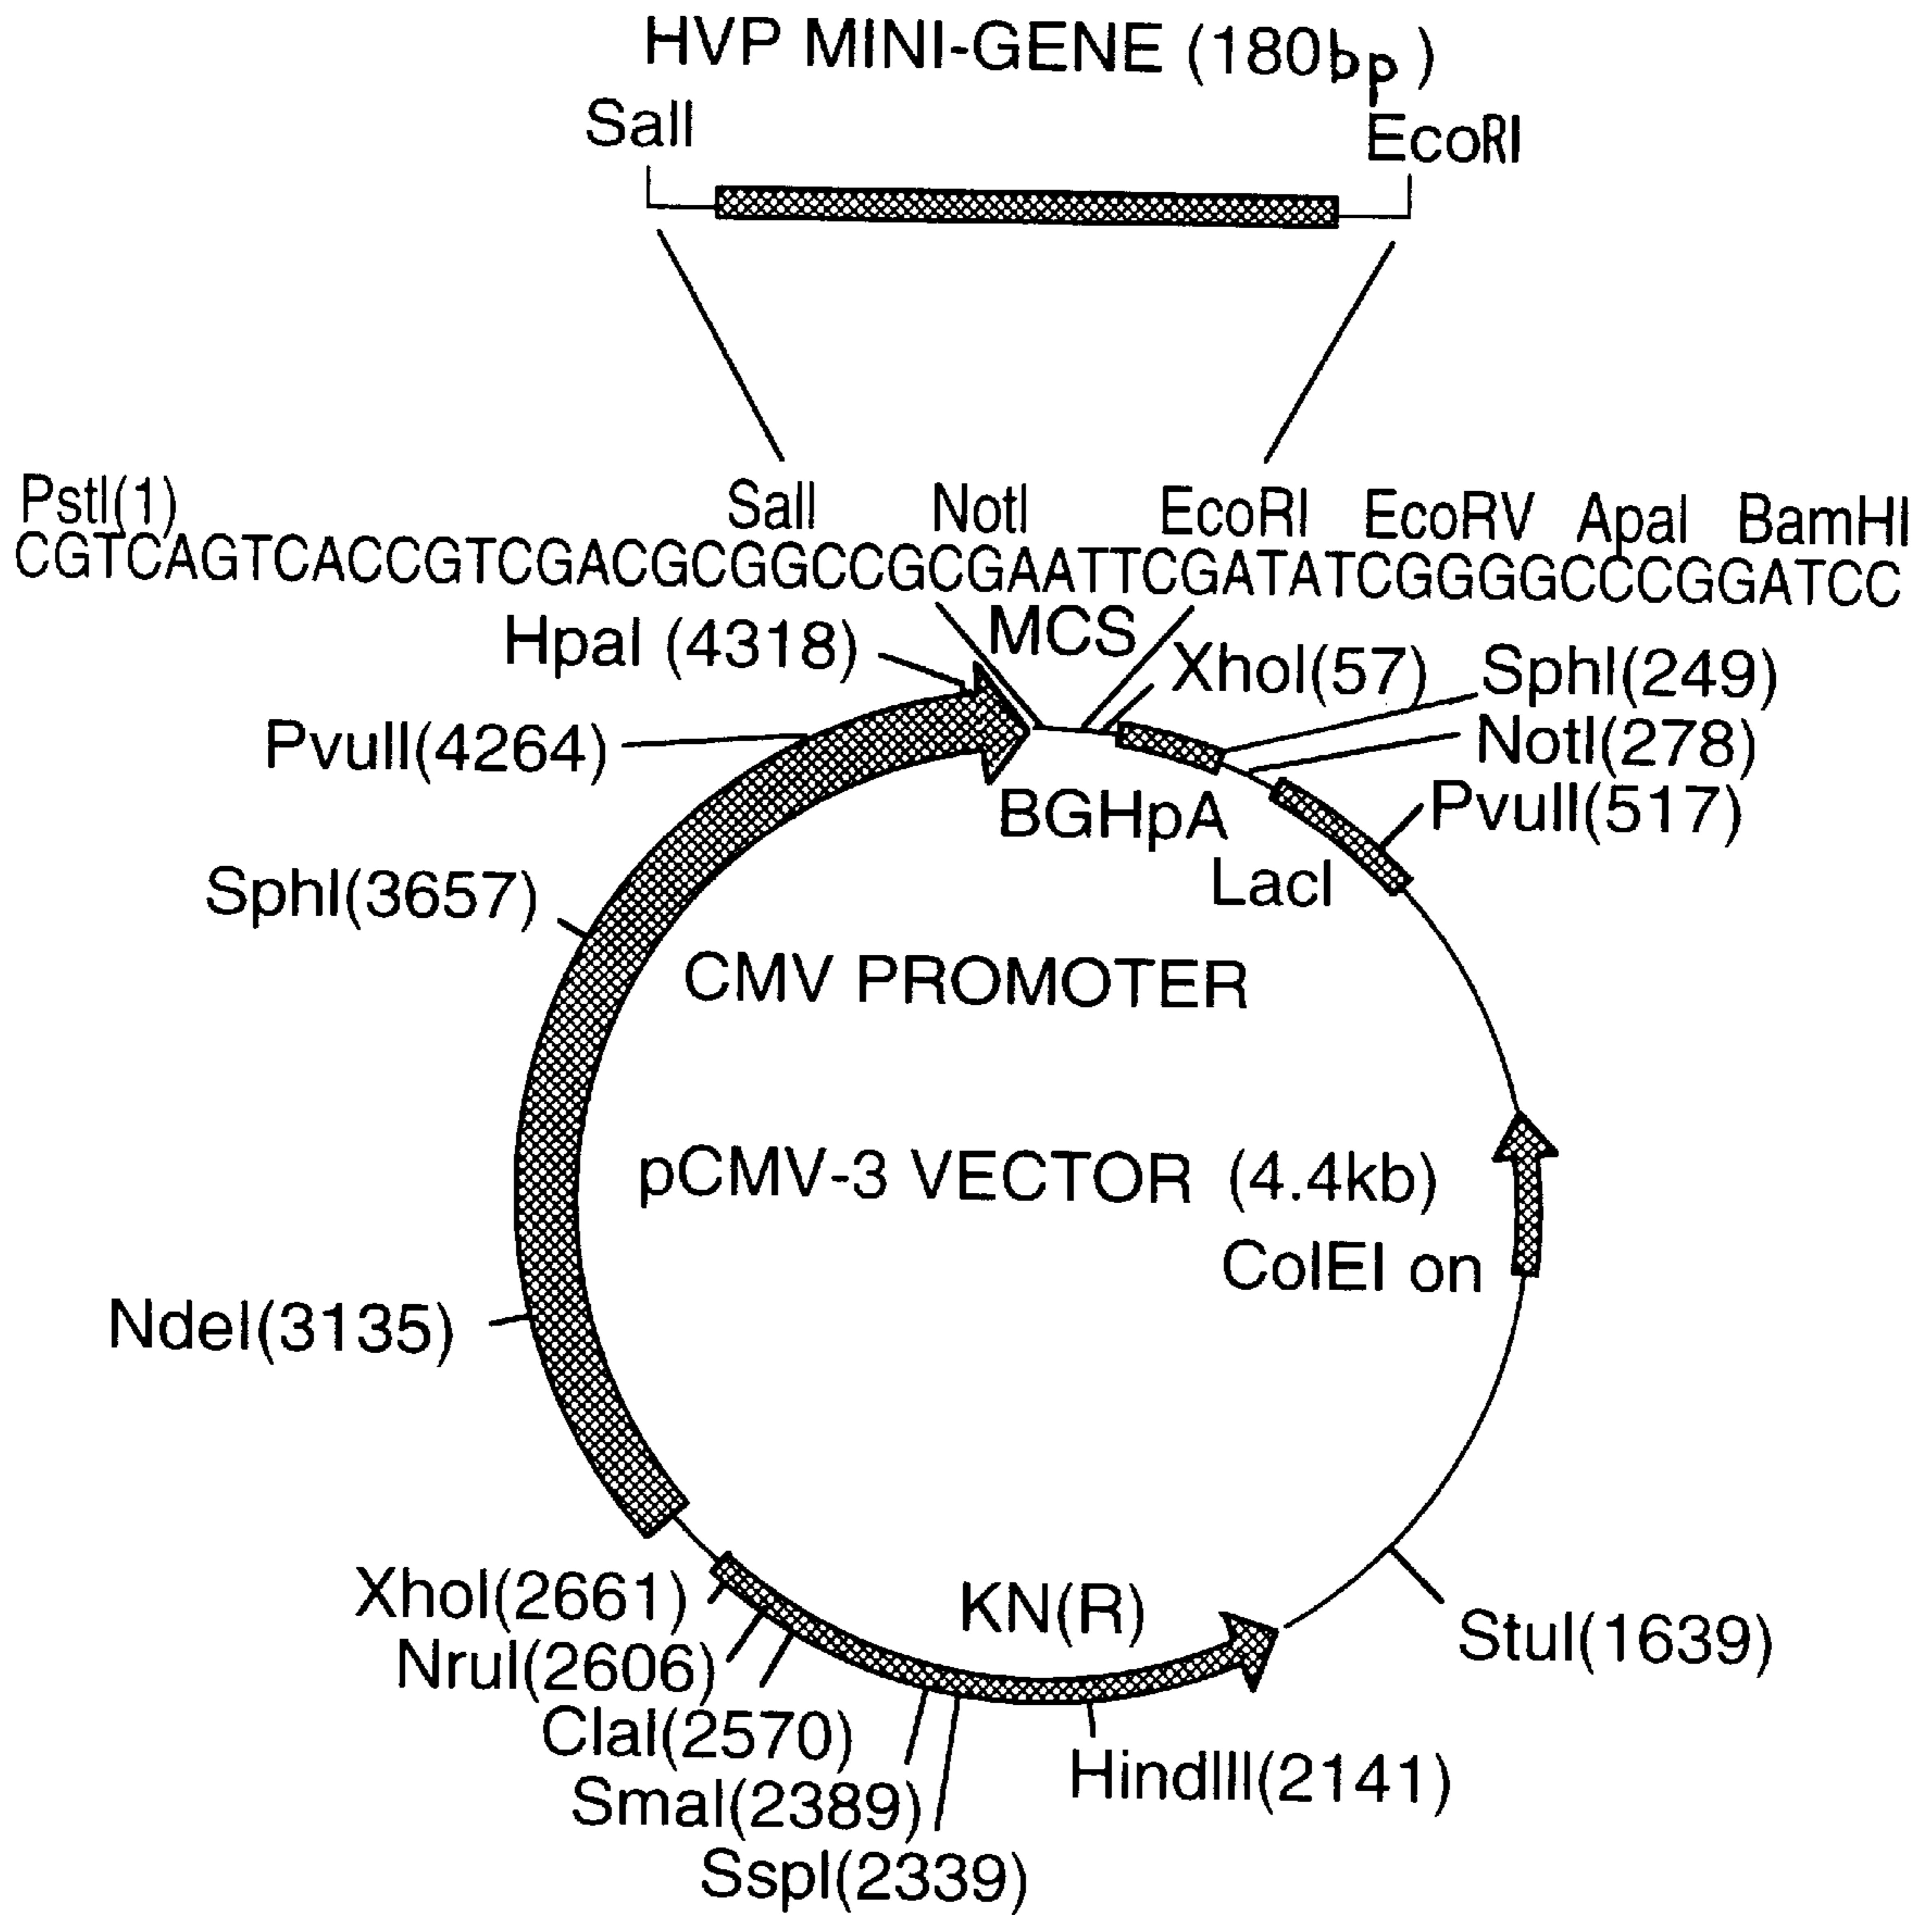 HVP MINI-GENE (180bp)
SalI
EcoRI
PstI(1)
SalI NotI EcoRI EcoRV ApaI BamHI
CGTCAGTCACCGTCGACGCGGCCGCGAATTCGATATCGGGGCCCGGATCC
MCS
HpaI (4318)
XhoI(57)
SphI(249)
PvuII(4264)
NotI(278)
BGHpA
PvuII(517)
LacI
SphI(3657)
CMV PROMOTER
pCMV-3 VECTOR (4.4kb)
ColEI on
NdeI(3135)
XhoI(2661)
KN(R)
StuI(1639)
NruI(2606)
ClaI(2570)
HindIII(2141)
SmaI(2389)
SspI(2339)